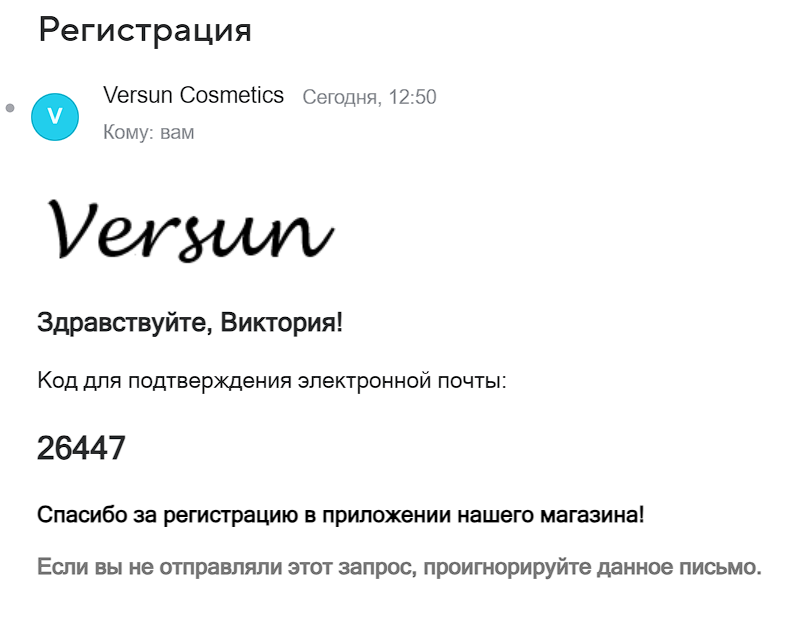 Регистрация
V
Versun Cosmetics Сегодня, 12:50
Кому: вам
Versun
Здравствуйте, Виктория!
Код для подтверждения электронной почты:
26447
Спасибо за регистрацию в приложении нашего магазина!
Если вы не отправляли этот запрос, проигнорируйте данное письмо.